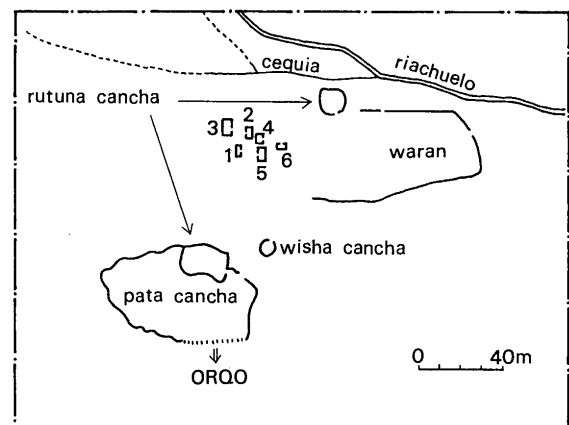 riachuelo
cequia
rutuna cancha
2
3 4
waran
1 6
5
wisha cancha
pata cancha
0 40m
ORQO